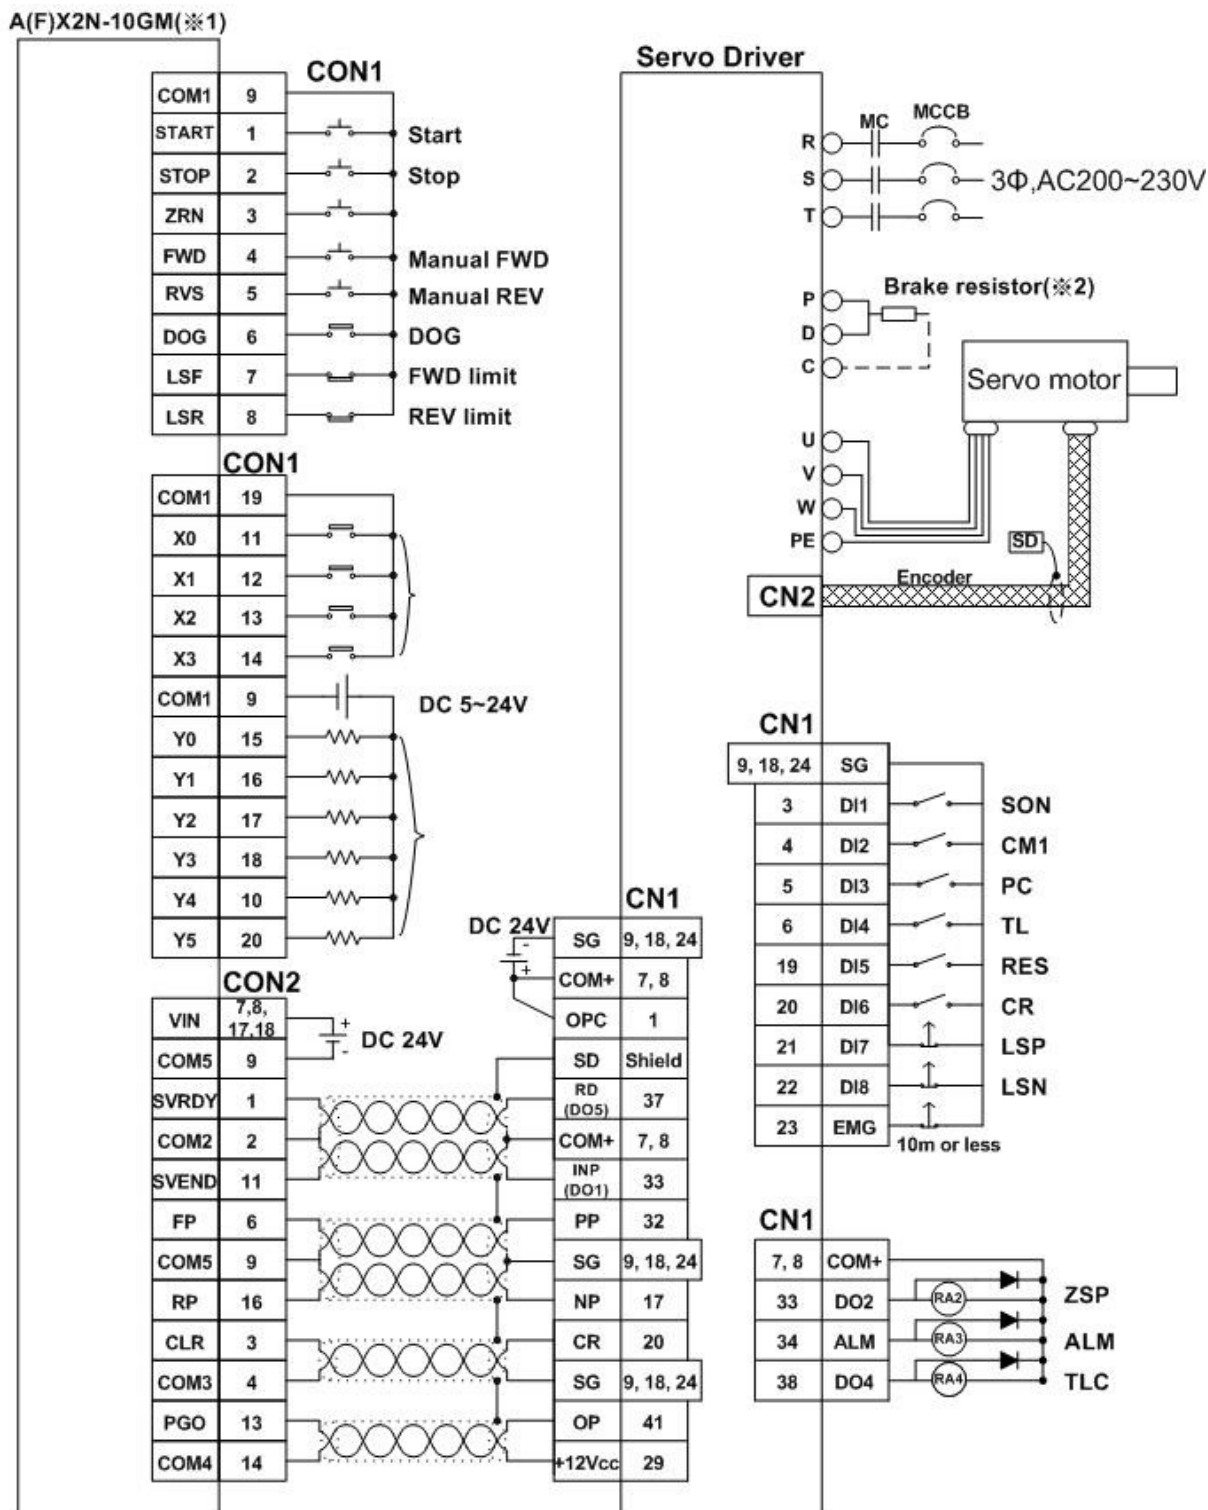 A(F)X2N-10GM(※1)
CON1
COM1 9
START 1 Start
STOP 2 Stop
ZRN 3
FWD 4 Manual FWD
RVS 5 Manual REV
DOG 6 DOG
LSF 7 FWD limit
LSR 8 REV limit
CON1
COM1 19
X0 11
X1 12
X2 13
X3 14
COM1 9 DC 5~24V
Y0 15
Y1 16
Y2 17
Y3 18
Y4 10
Y5 20
CON2
VIN 7,8, + DC 24V
17,18
COM5 9 -
SVRDY 1
COM2 2
SVEND 11
FP 6
COM5 9
RP 16
CLR 3
COM3 4
PGO 13
COM4 14
CN1
DC 24V - SG 9, 18, 24
+ COM+ 7, 8
OPC 1
SD Shield
RD
(DO5) 37
COM+ 7, 8
INP
(DO1) 33
PP 32
SG 9, 18, 24
NP 17
CR 20
SG 9, 18, 24
OP 41
+12Vcc 29
Servo Driver
MC MCCB
R
S 3Φ,AC200~230V
T
P Brake resistor(※2)
D
C
Servo motor
U
V
W
PE SD
Encoder
CN2
CN1
9, 18, 24 SG
3 DI1 SON
4 DI2 CM1
5 DI3 PC
6 DI4 TL
19 DI5 RES
20 DI6 CR
21 DI7 LSP
22 DI8 LSN
23 EMG
10m or less
CN1
7, 8 COM+
33 DO2 RA2 ZSP
34 ALM RA3 ALM
38 DO4 RA4 TLC